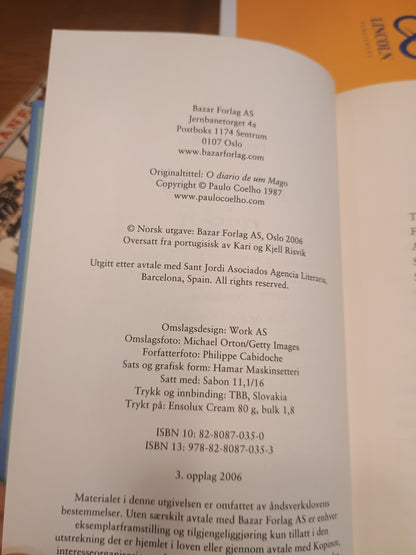 LINCOLN
Bazar Forlag AS
Jernbanetorget 4a
Postboks 1174 Sentrum
0107 Oslo
www.bazarforlag.com
Originaltittel: O diario de um Mago
Copyright © Paulo Coelho 1987
www.paulocoelho.com
© Norsk utgave: Bazar Forlag AS, Oslo 2006
Oversatt fra portugisisk av Kari og Kjell Risvik
Utgitt etter avtale med Sant Jordi Asociados Agencia Literaria,
Barcelona, Spain. All rights reserved.
Omslagsdesign: Work AS
Omslagsfoto: Michael Orton/Getty Images
Forfatterfoto: Philippe Cabidoche
Sats og grafisk form: Hamar Maskinsetteri
Satt med: Sabon 11,1/16
Trykk og innbinding: TBB, Slovakia
Trykt på: Ensolux Cream 80 g, bulk 1,8
ISBN 10: 82-8087-035-0
ISBN 13: 978-82-8087-035-3
3. opplag 2006
Materialet i denne utgivelsen er omfattet av åndsverkslovens
bestemmelser. Uten særskilt avtale med Bazar Forlag AS er enhver
eksemplarframstilling og tilgjengeliggjøring kun tillatt i den
utstrekning det er hjemlet i loven eller gjennom avtale med Kopinor,